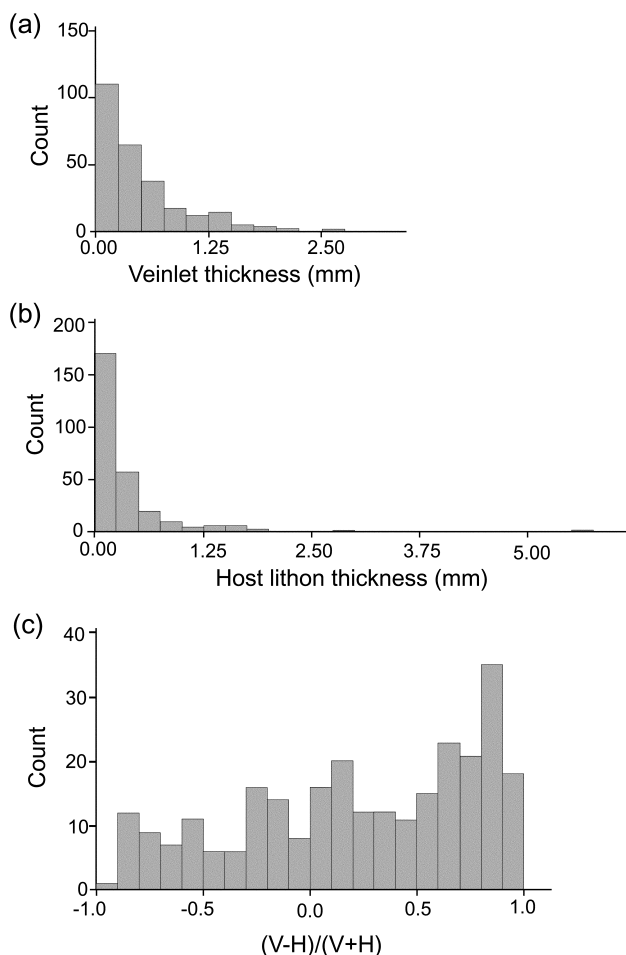 (a)
150
100
50
0
Count
0.00 1.25 2.50
Veinlet thickness (mm)
(b)
200
150
100
50
0
Count
0.00 1.25 2.50 3.75 5.00
Host lithon thickness (mm)
(c)
40
30
20
10
0
Count
-1.0 -0.5 0.0 0.5 1.0
(V-H)/(V+H)